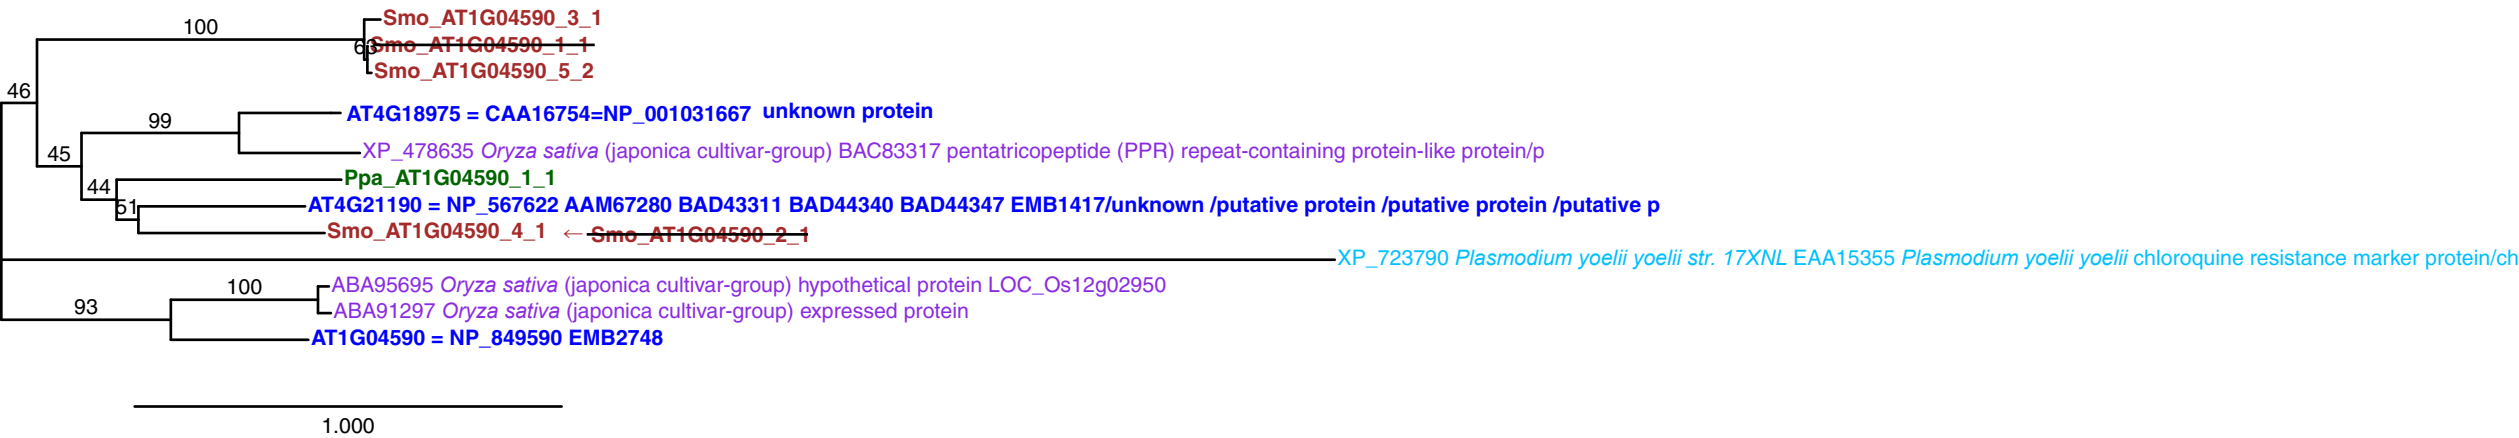 100
Smo_AT1G04590_3_1
63
Smo_AT1G04590_1_1
Smo_AT1G04590_5_2
46
99
AT4G18975 = CAA16754=NP_001031667 unknown protein
45
XP_478635 Oryza sativa (japonica cultivar-group) BAC83317 pentatricopeptide (PPR) repeat-containing protein-like protein/p
44
Ppa_AT1G04590_1_1
51
AT4G21190 = NP_567622 AAM67280 BAD43311 BAD44340 BAD44347 EMB1417/unknown /putative protein /putative protein /putative p
Smo_AT1G04590_4_1 ← Smo_AT1G04590_2_1
XP_723790 Plasmodium yoelii yoelii str. 17XNL EAA15355 Plasmodium yoelii yoelii chloroquine resistance marker protein/ch
100
ABA95695 Oryza sativa (japonica cultivar-group) hypothetical protein LOC_Os12g02950
93
ABA91297 Oryza sativa (japonica cultivar-group) expressed protein
AT1G04590 = NP_849590 EMB2748
1.000